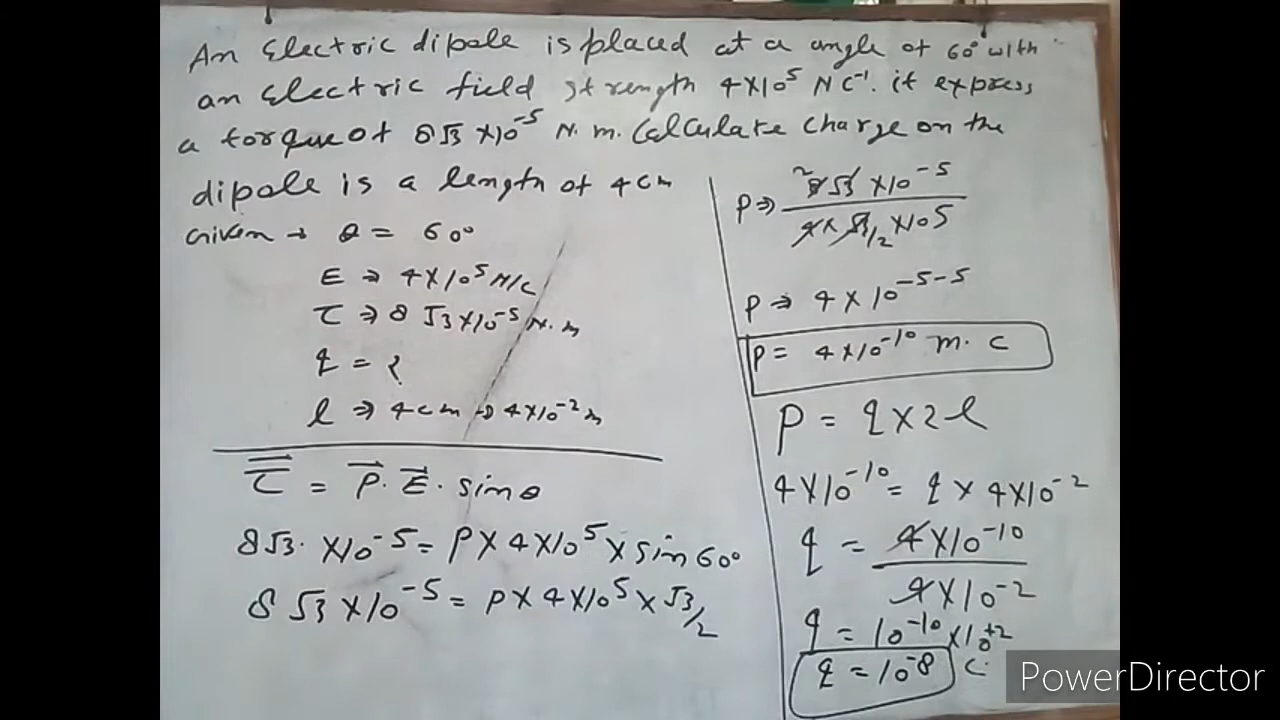 An Electric dipole is placed at a angle of 60° with
an Electric field strength 4×10⁵ N C⁻¹. it express
a torque of 8√3 ×10⁻⁵ N.m. Calculate charge on the
dipole is a length of 4cm
Given → θ = 60°
E ⇒ 4×10⁵ N/C
τ ⇒ 8 √3×10⁻⁵ N.m
q = ?
l ⇒ 4cm → 4×10⁻² m
τ = P⃗. E⃗. sinθ
8√3. ×10⁻⁵ = P × 4×10⁵ × sin 60°
8 √3 ×10⁻⁵ = P × 4×10⁵ × √3/2
P ⇒ 2 8√3 ×10⁻⁵ / 4× √3/2 ×10 5
P ⇒ 4 × 10⁻⁵⁻⁵
P = 4×10⁻¹⁰ m. C
P = q × 2l
4×10⁻¹⁰ = q × 4×10⁻²
q = 4×10⁻¹⁰ / 4×10⁻²
q = 10⁻¹⁰ ×10⁺²
q = 10⁻⁸ C.
PowerDirector